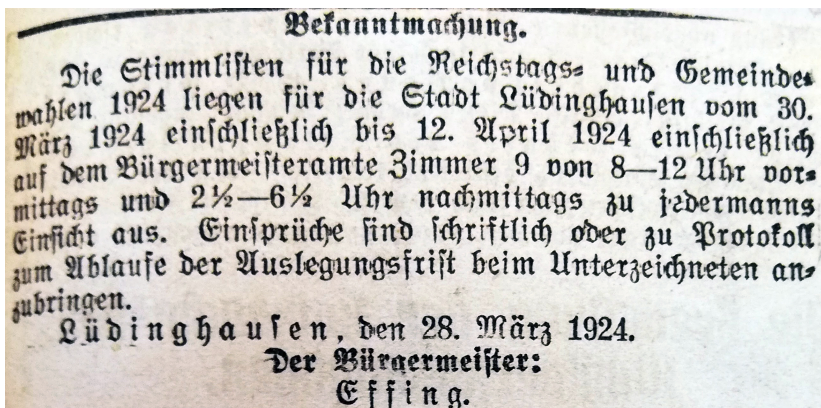 Bekanntmachung.
Die Stimmlisten für die Reichstags- und Gemeinde-
wahlen 1924 liegen für die Stadt Lüdinghausen vom 30.
März 1924 einschließlich bis 12. April 1924 einschließlich
auf dem Bürgermeisteramte Zimmer 9 von 8—12 Uhr vor-
mittags und 2½—6½ Uhr nachmittags zu jedermanns
Einsicht aus. Einsprüche sind schriftlich oder zu Protokoll
zum Ablaufe der Auslegungsfrist beim Unterzeichneten an-
zubringen.
Lüdinghausen, den 28. März 1924.
Der Bürgermeister:
Effing.